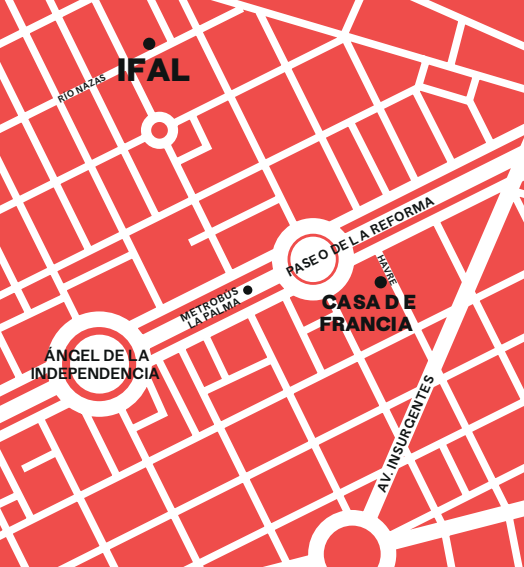 IFAL
RIO NAZAS
PASEO DE LA REFORMA
HAVRE
METROBÚS
LA PALMA
CASA DE
FRANCIA
ÁNGEL DE LA
INDEPENDENCIA
AV. INSURGENTES